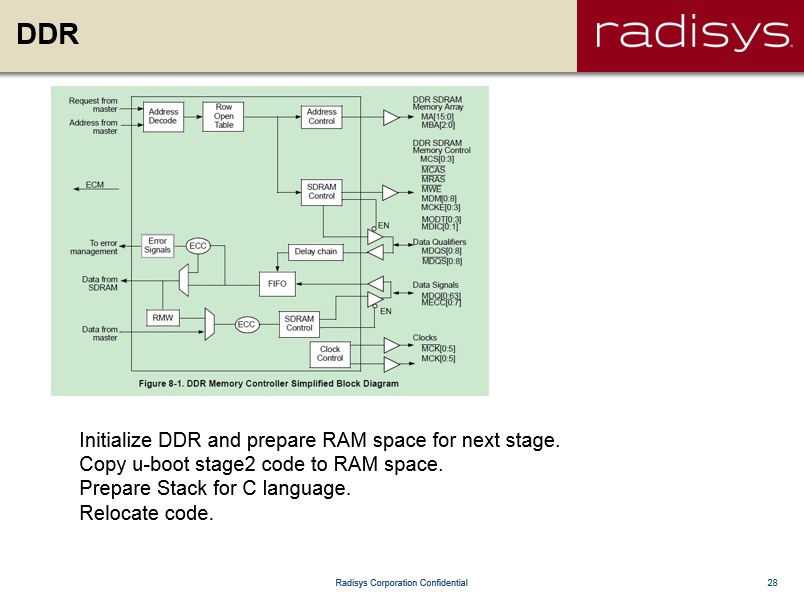 DDR
radisys.
Request from
master
Address from
master
Address
Decode
Row
Open
Table
Address
Control
DDR SDRAM
Memory Array
MA[15:0]
MBA[2:0]
DDR SDRAM
Memory Control
MCS[0:3]
MCAS
MRAS
MWE
MDM[0:8]
MCKE[0:3]
MODT[0:3]
MDIC[0:1]
ECM
SDRAM
Control
EN
To error
management
Error
Signals
ECC
Delay chain
Data Qualifiers
MDQS[0:8]
MDQS[0:8]
Data from
SDRAM
FIFO
Data Signals
MDQ[0:63]
MECC[0:7]
RMW
ECC
SDRAM
Control
EN
Data from
master
Clock
Control
Clocks
MCK[0:5]
MCK[0:5]
Figure 8-1. DDR Memory Controller Simplified Block Diagram
Initialize DDR and prepare RAM space for next stage.
Copy u-boot stage2 code to RAM space.
Prepare Stack for C language.
Relocate code.
Radisys Corporation Confidential
28